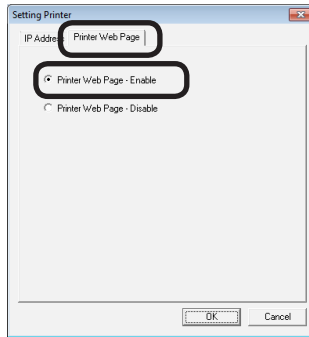 Setting Printer
IP Address Printer Web Page
Printer Web Page - Enable
Printer Web Page - Disable
OK Cancel